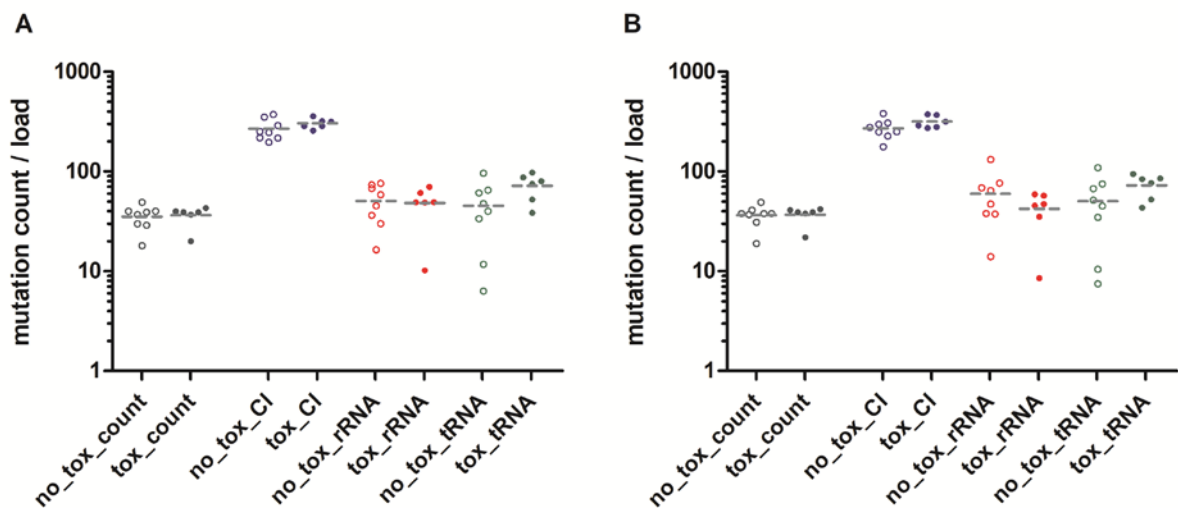 A
mutation count / load
1000
100
10
1
no_tox_count
tox_count
no_tox_CI
tox_CI
no_tox_rRNA
tox_rRNA
no_tox_tRNA
tox_tRNA
B
mutation count / load
1000
100
10
1
no_tox_count
tox_count
no_tox_CI
tox_CI
no_tox_rRNA
tox_rRNA
no_tox_tRNA
tox_tRNA